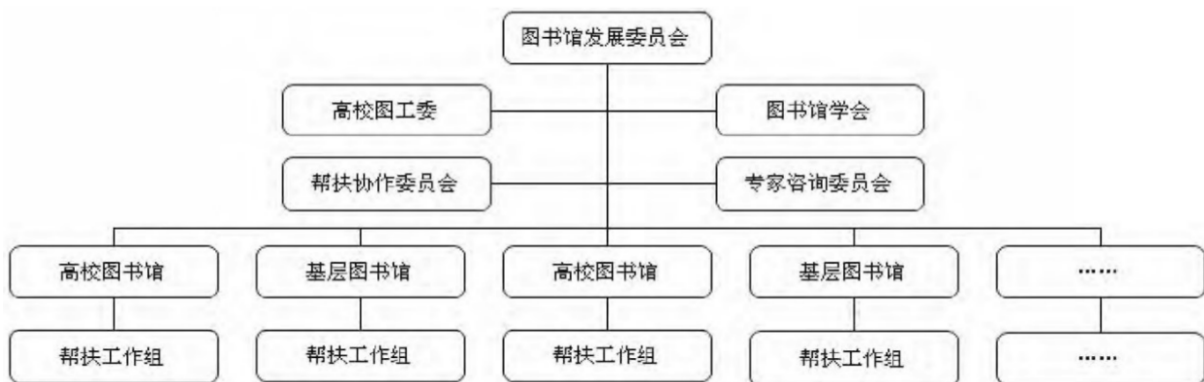 图书馆发展委员会
高校图工委
图书馆学会
帮扶协作委员会
专家咨询委员会
高校图书馆
基层图书馆
高校图书馆
基层图书馆
……
帮扶工作组
帮扶工作组
帮扶工作组
帮扶工作组
……